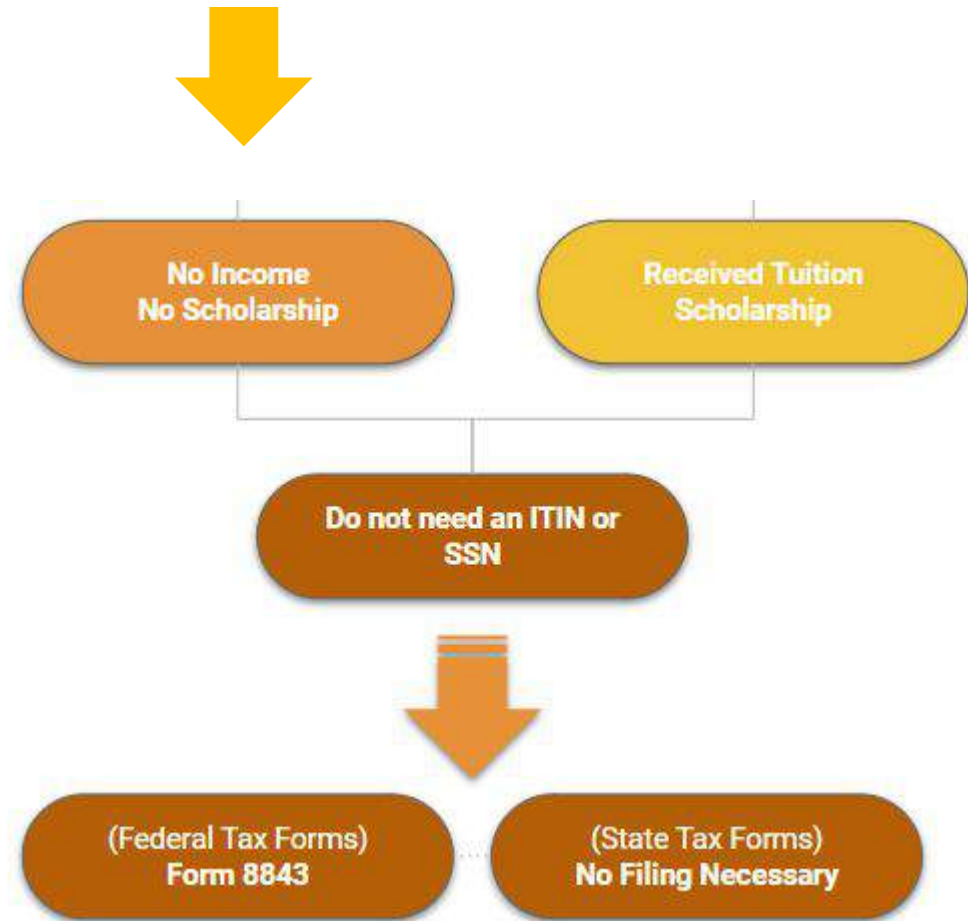 No Income
No Scholarship
Received Tuition
Scholarship
Do not need an ITIN or
SSN
(Federal Tax Forms)
Form 8843
(State Tax Forms)
No Filing Necessary